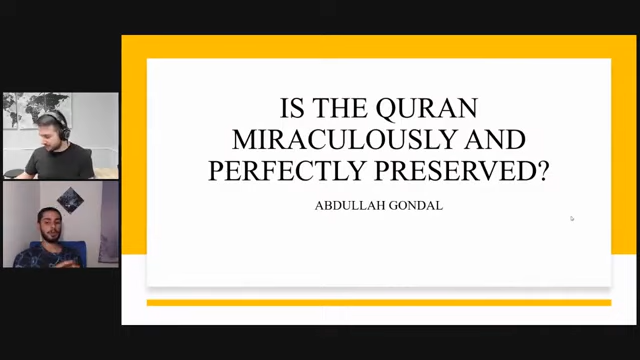 IS THE QURAN
MIRACULOUSLY AND
PERFECTLY PRESERVED?
ABDULLAH GONDAL